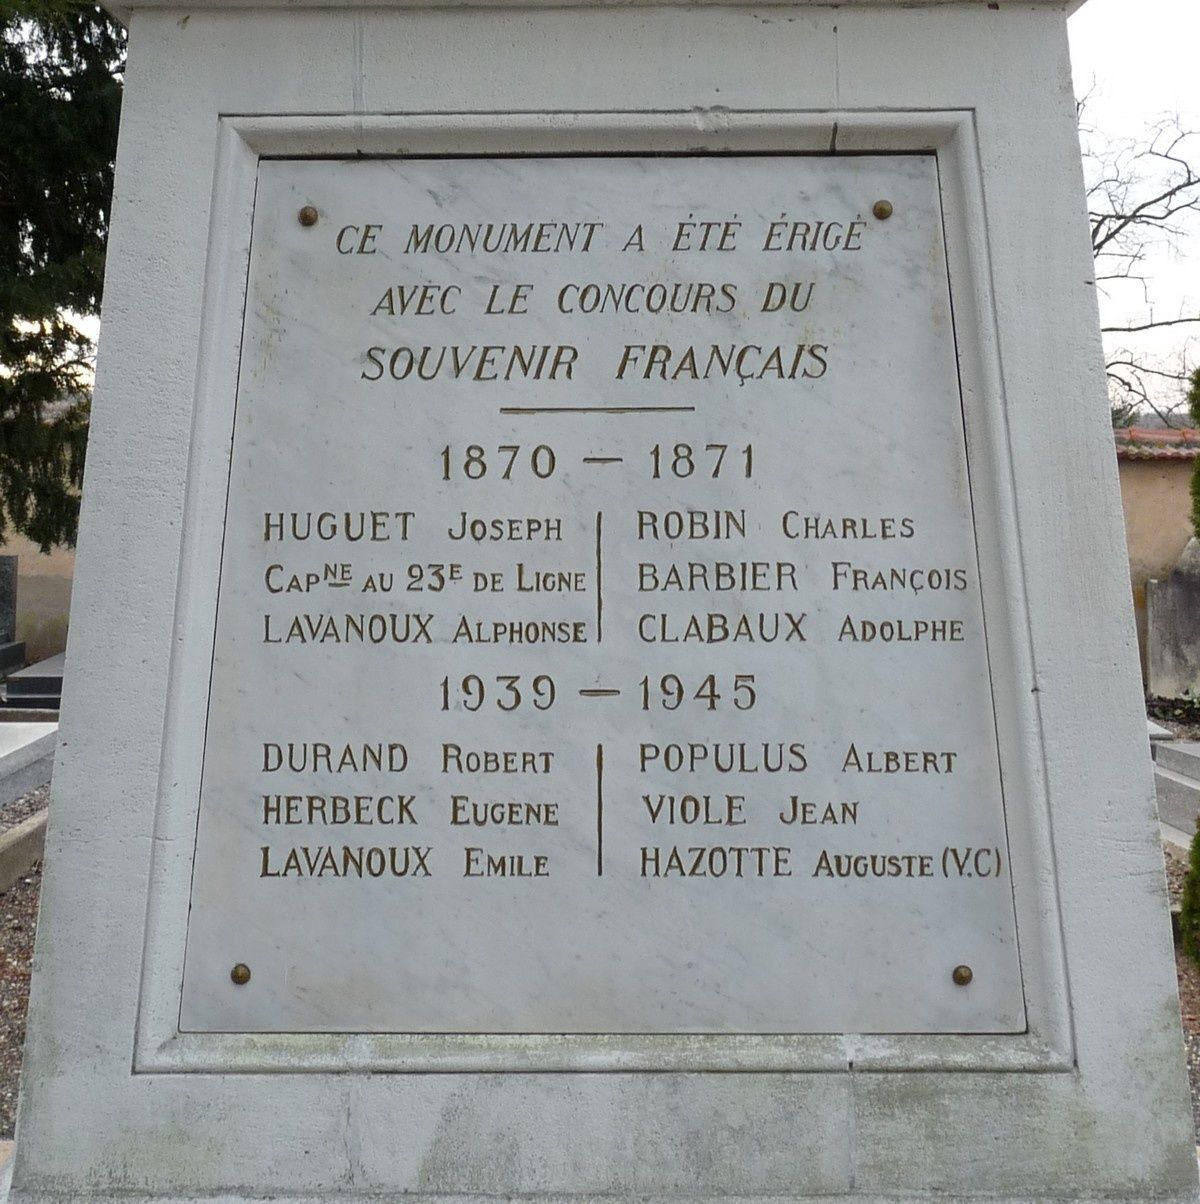 CE MONUMENT A ÉTÉ ÉRIGÉ
AVEC LE CONCOURS DU
SOUVENIR FRANÇAIS
1870 — 1871
HUGUET JOSEPH
CAPNE AU 23E DE LIGNE
LAVANOUX ALPHONSE
ROBIN CHARLES
BARBIER FRANÇOIS
CLABAUX ADOLPHE
1939 — 1945
DURAND ROBERT
HERBECK EUGENE
LAVANOUX EMILE
POPULUS ALBERT
VIOLE JEAN
HAZOTTE AUGUSTE (V.C)